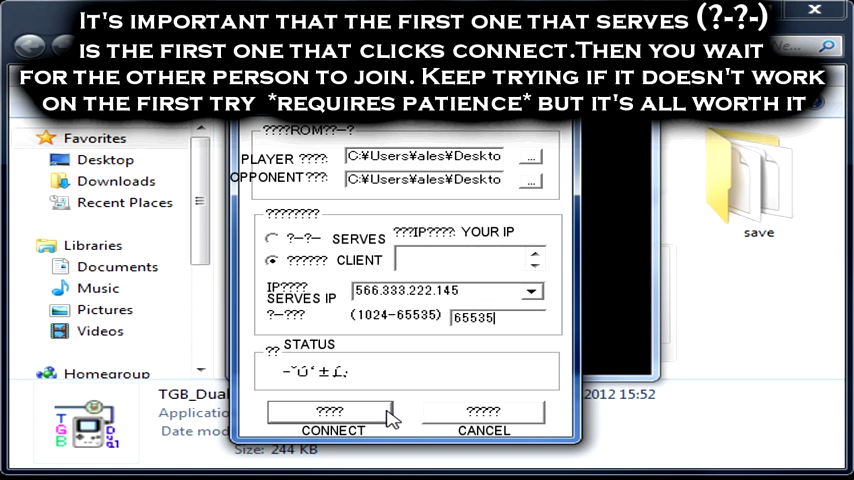 It's important that the first one that serves (?-?-)
is the first one that clicks connect.Then you wait
for the other person to join. Keep trying if it doesn't work
on the first try *requires patience* but it's all worth it
Favorites
Desktop
Downloads
Recent Places
Libraries
Documents
Music
Pictures
Videos
Homegroup
????ROM??-?
PLAYER ????
C:¥Users¥ales¥Deskto
...
OPPONENT???
C:¥Users¥ales¥Deskto
...
????????
?-?- SERVES
???IP????: YOUR IP
?????? CLIENT
IP????
SERVES IP
566.333.222.145
?-???
(1024-65535)
65535
?? STATUS
????
CONNECT
?????
CANCEL
save
TGB_Dual
2012 15:52
Applicatio
Date mod
Size: 244 KB